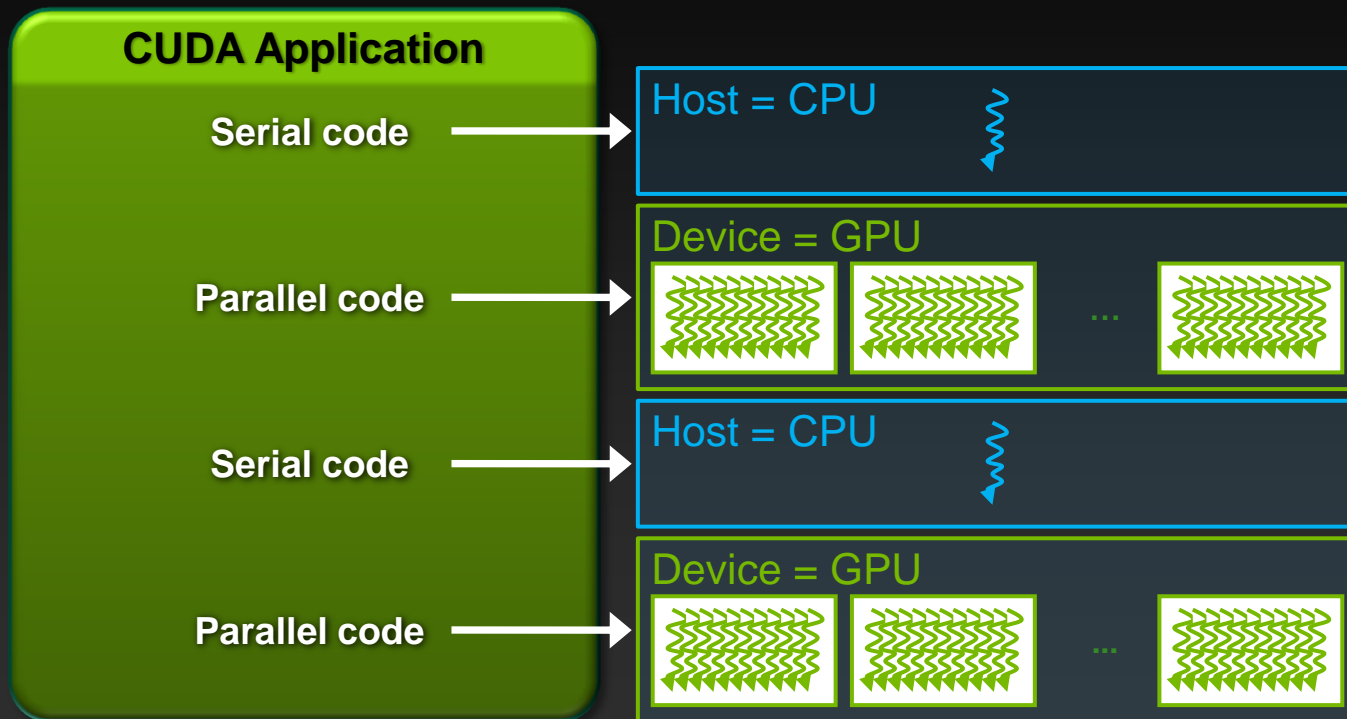 CUDA Application
Serial code
Host = CPU
Parallel code
Device = GPU
...
Serial code
Host = CPU
Parallel code
Device = GPU
...